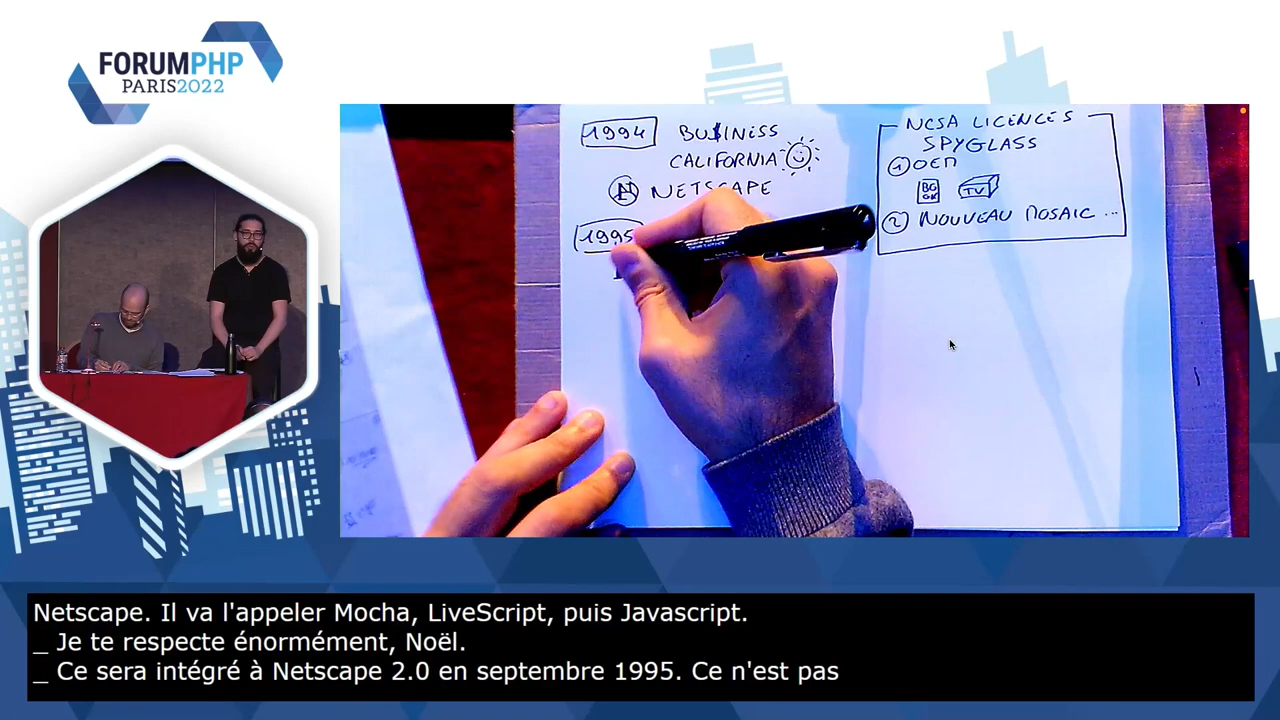 FORUMPHP
PARIS2022
1994 BU$INESS
CALIFORNIA
N NETSCAPE
1995
NCSA LICENCES
SPYGLASS
1 OEM
TV
2 NOUVEAU MOSAIC ...
Netscape. Il va l'appeler Mocha, LiveScript, puis Javascript.
_ Je te respecte énormément, Noël.
_ Ce sera intégré à Netscape 2.0 en septembre 1995. Ce n'est pas